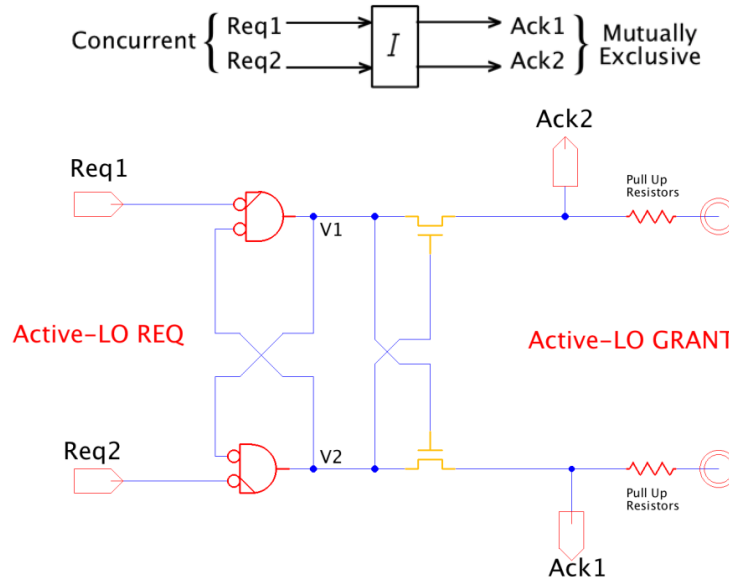 Concurrent
Req1
Req2
I
Ack1
Ack2
Mutually
Exclusive
Ack2
Req1
Pull Up
Resistors
V1
Active-LO REQ
Active-LO GRANT
Req2
V2
Pull Up
Resistors
Ack1